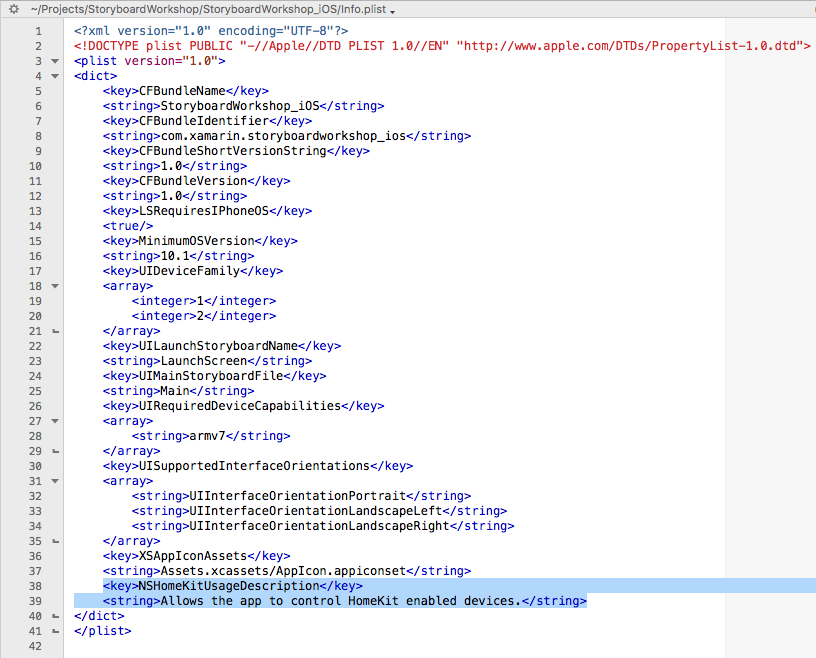 ~/Projects/StoryboardWorkshop/StoryboardWorkshop_iOS/Info.plist
1 <?xml version="1.0" encoding="UTF-8"?>
2 <!DOCTYPE plist PUBLIC "-//Apple//DTD PLIST 1.0//EN" "http://www.apple.com/DTDs/PropertyList-1.0.dtd">
3 <plist version="1.0">
4 <dict>
5 <key>CFBundleName</key>
6 <string>StoryboardWorkshop_iOS</string>
7 <key>CFBundleIdentifier</key>
8 <string>com.xamarin.storyboardworkshop_ios</string>
9 <key>CFBundleShortVersionString</key>
10 <string>1.0</string>
11 <key>CFBundleVersion</key>
12 <string>1.0</string>
13 <key>LSRequiresIPhoneOS</key>
14 <true/>
15 <key>MinimumOSVersion</key>
16 <string>10.1</string>
17 <key>UIDeviceFamily</key>
18 <array>
19 <integer>1</integer>
20 <integer>2</integer>
21 </array>
22 <key>UILaunchStoryboardName</key>
23 <string>LaunchScreen</string>
24 <key>UIMainStoryboardFile</key>
25 <string>Main</string>
26 <key>UIRequiredDeviceCapabilities</key>
27 <array>
28 <string>armv7</string>
29 </array>
30 <key>UISupportedInterfaceOrientations</key>
31 <array>
32 <string>UIInterfaceOrientationPortrait</string>
33 <string>UIInterfaceOrientationLandscapeLeft</string>
34 <string>UIInterfaceOrientationLandscapeRight</string>
35 </array>
36 <key>XSAppIconAssets</key>
37 <string>Assets.xcassets/AppIcon.appiconset</string>
38 <key>NSHomeKitUsageDescription</key>
39 <string>Allows the app to control HomeKit enabled devices.</string>
40 </dict>
41 </plist>
42